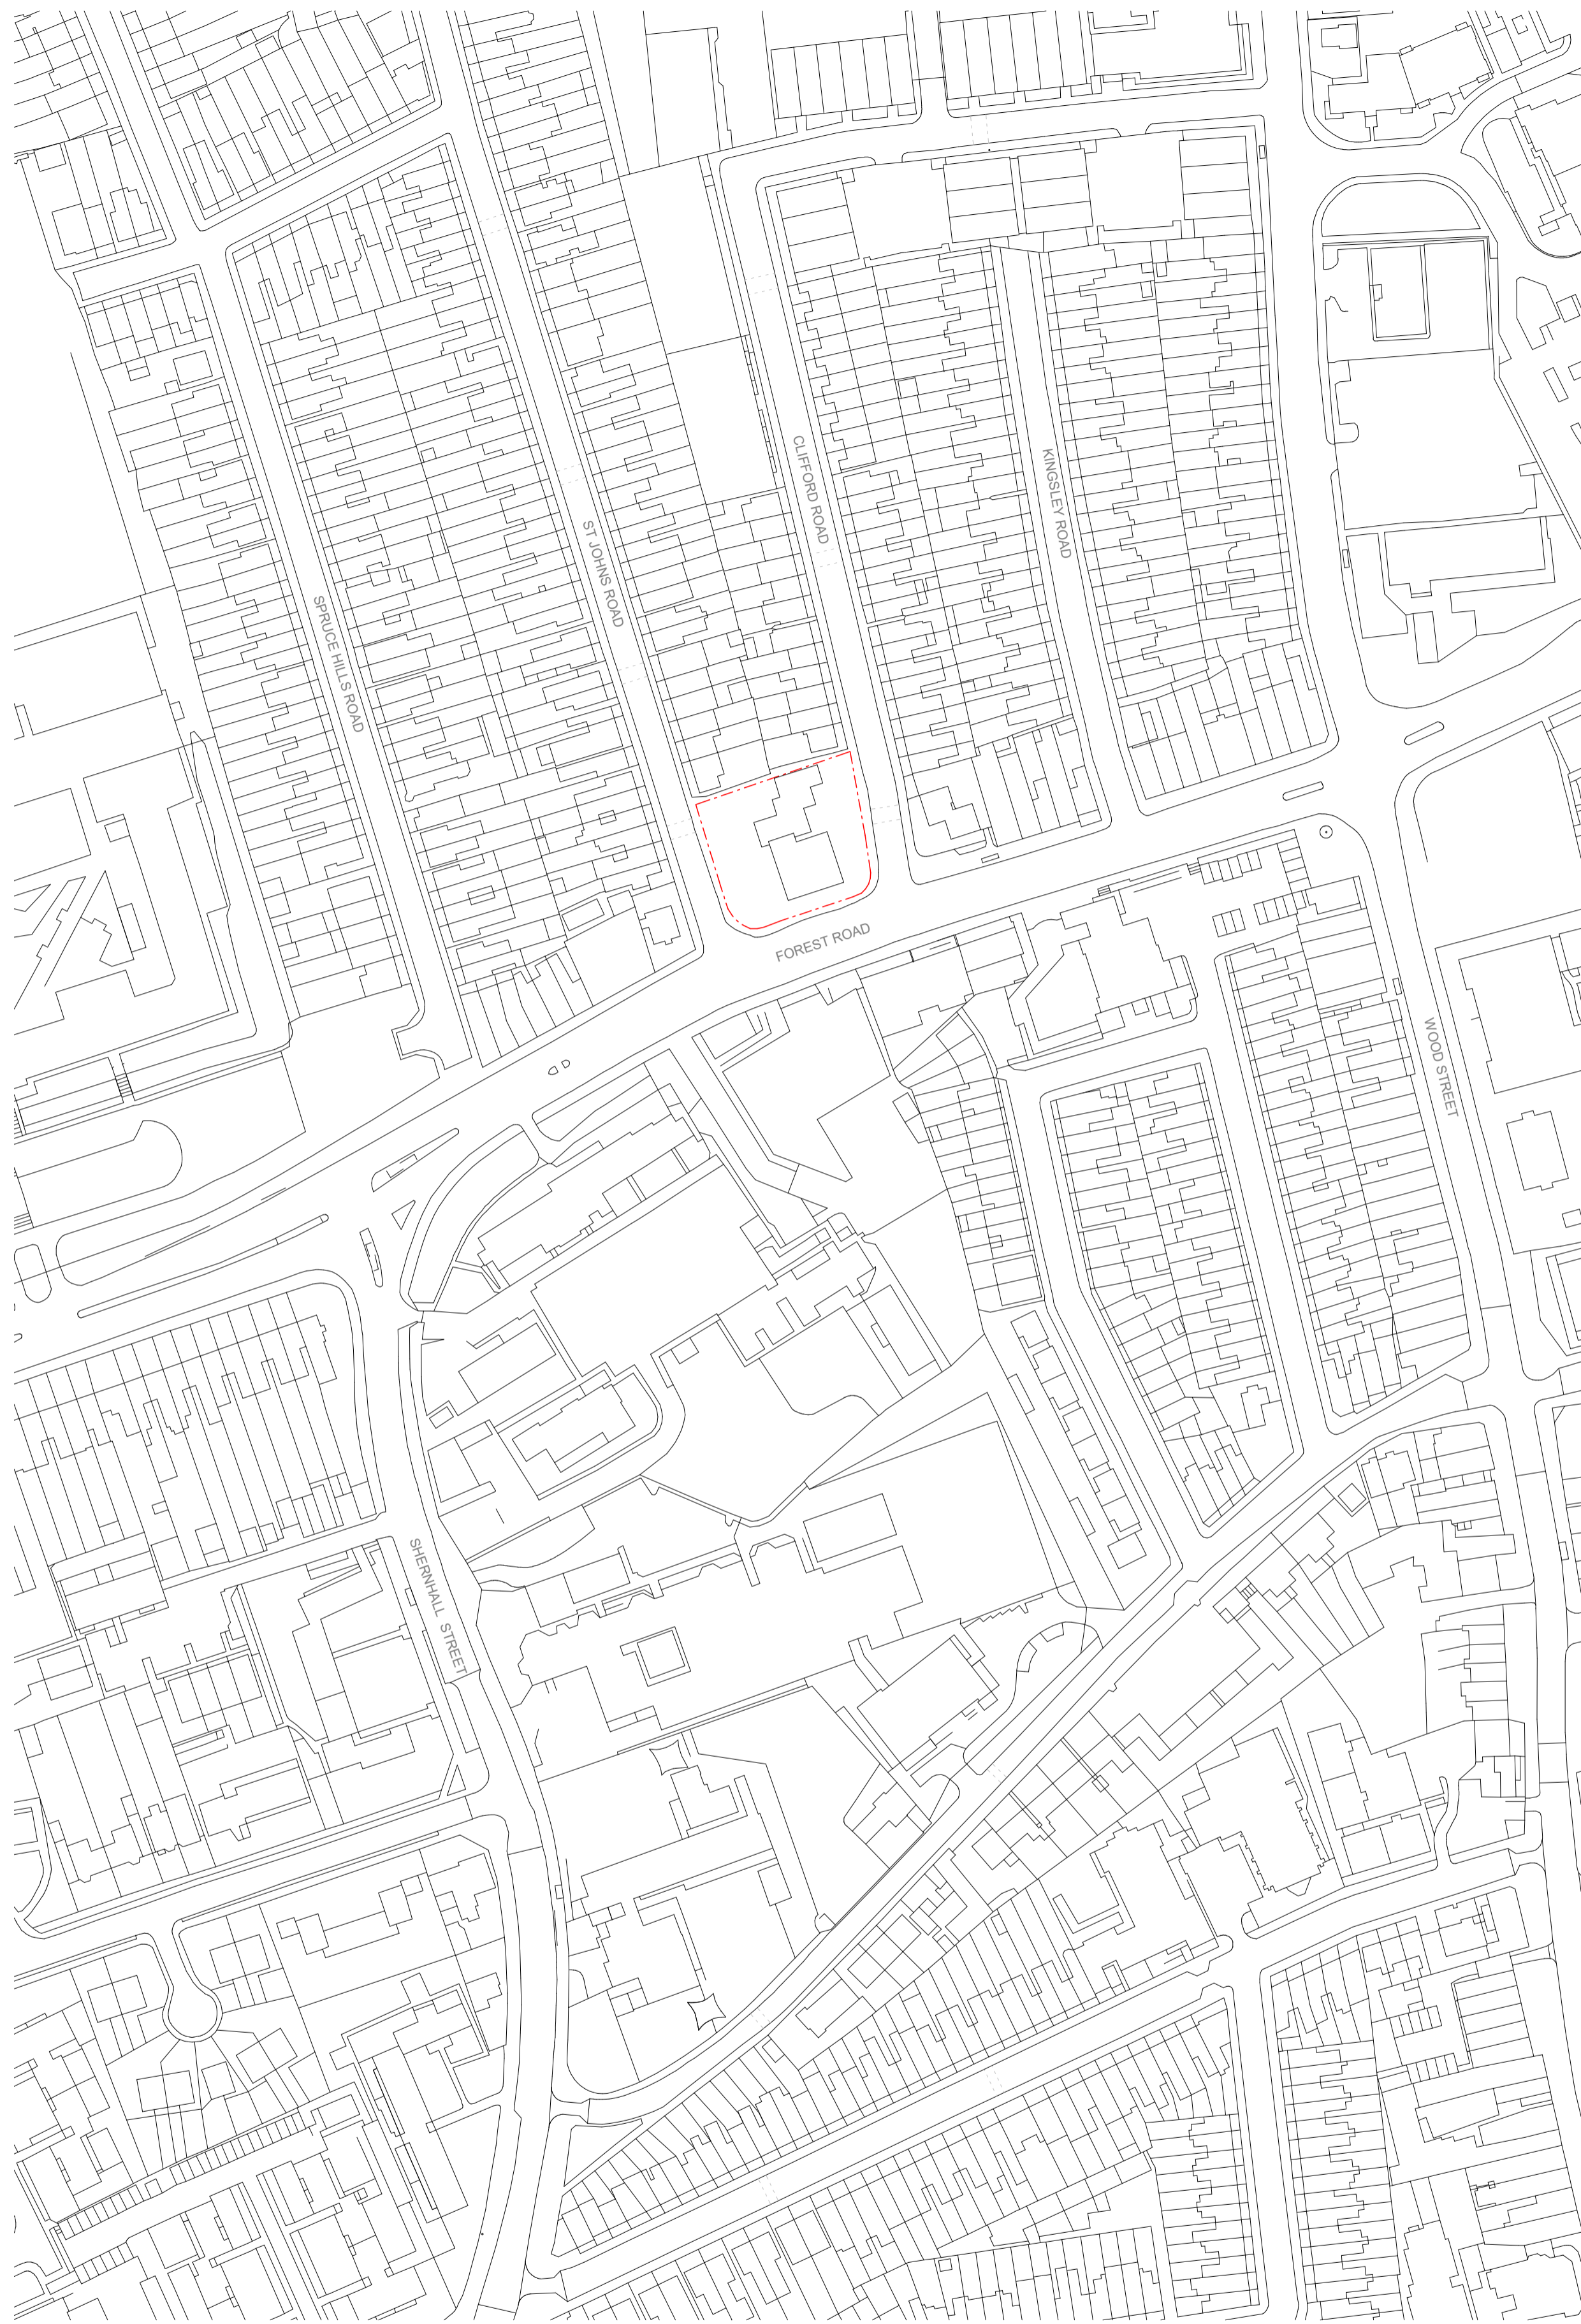 CLIFFORD ROAD
KINGSLEY ROAD
ST JOHNS ROAD
SPRUCE HILLS ROAD
FOREST ROAD
WOOD STREET
SHERNHALL STREET